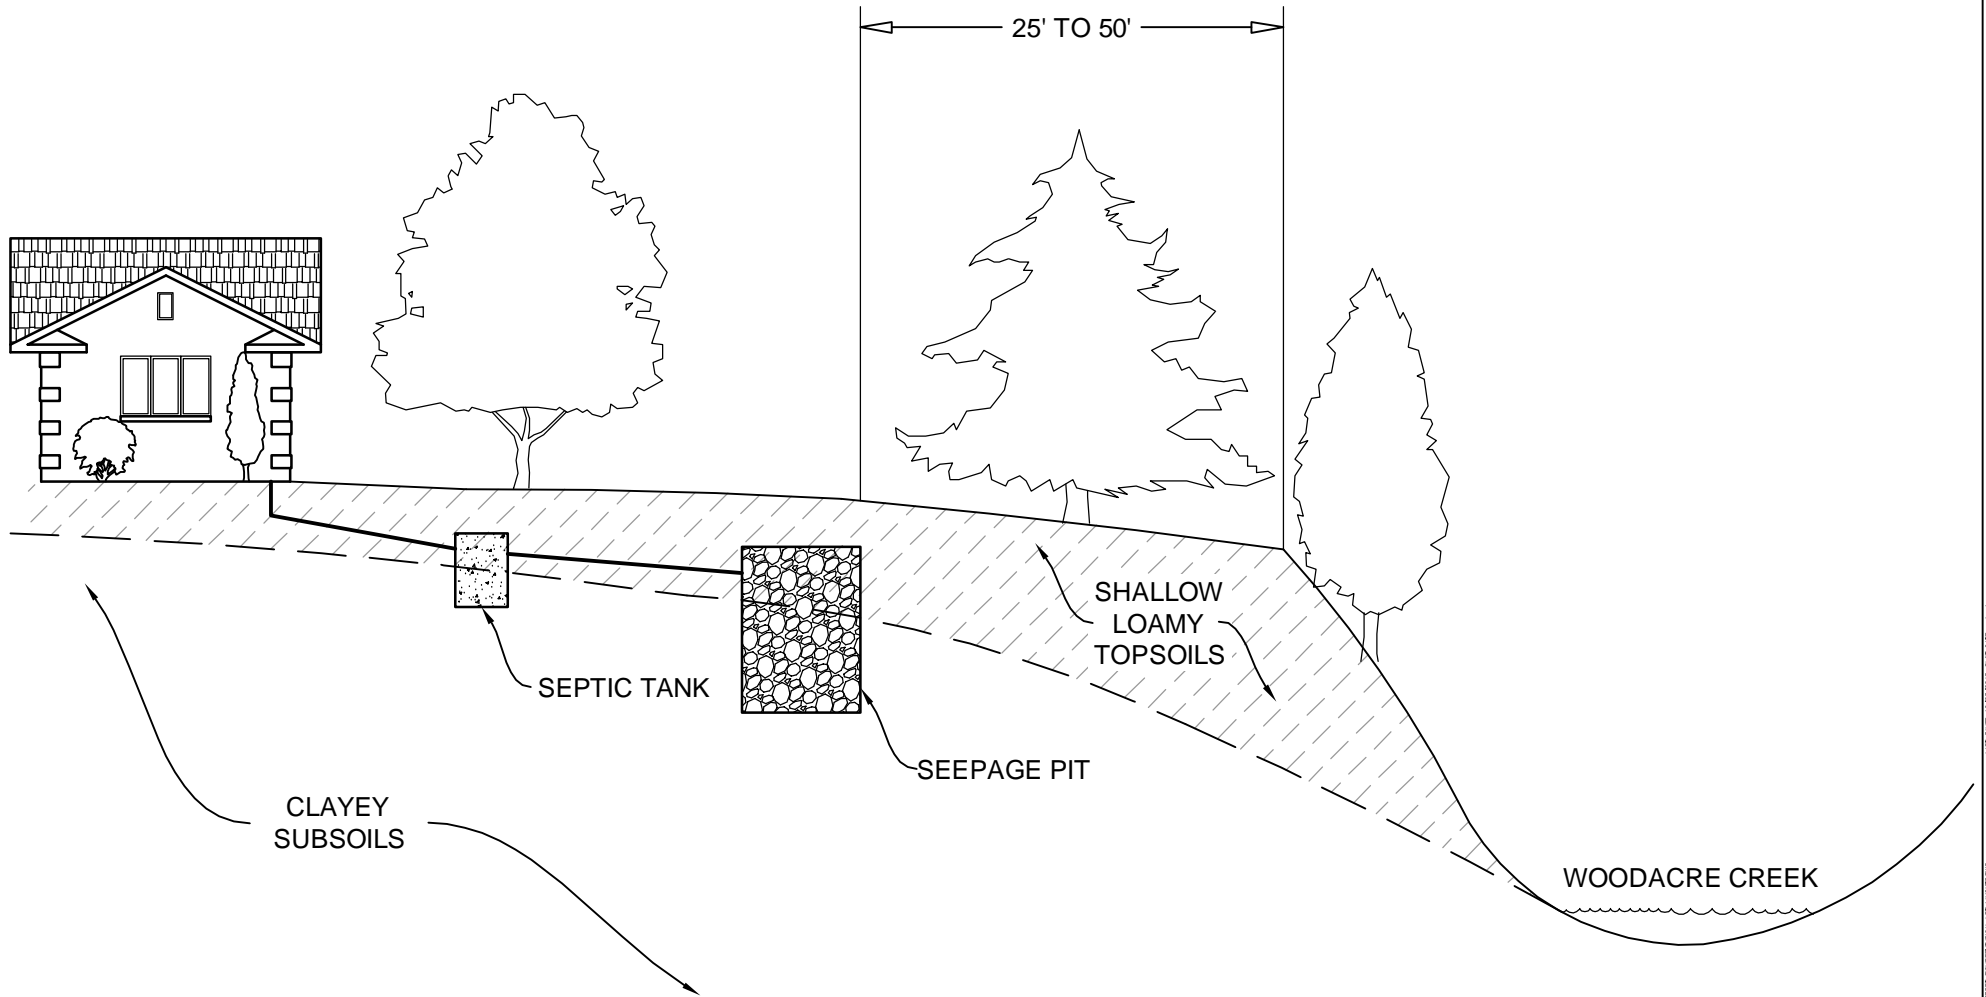 25' TO 50'
SHALLOW
LOAMY
TOPSOILS
SEPTIC TANK
SEEPAGE PIT
CLAYEY
SUBSOILS
WOODACRE CREEK